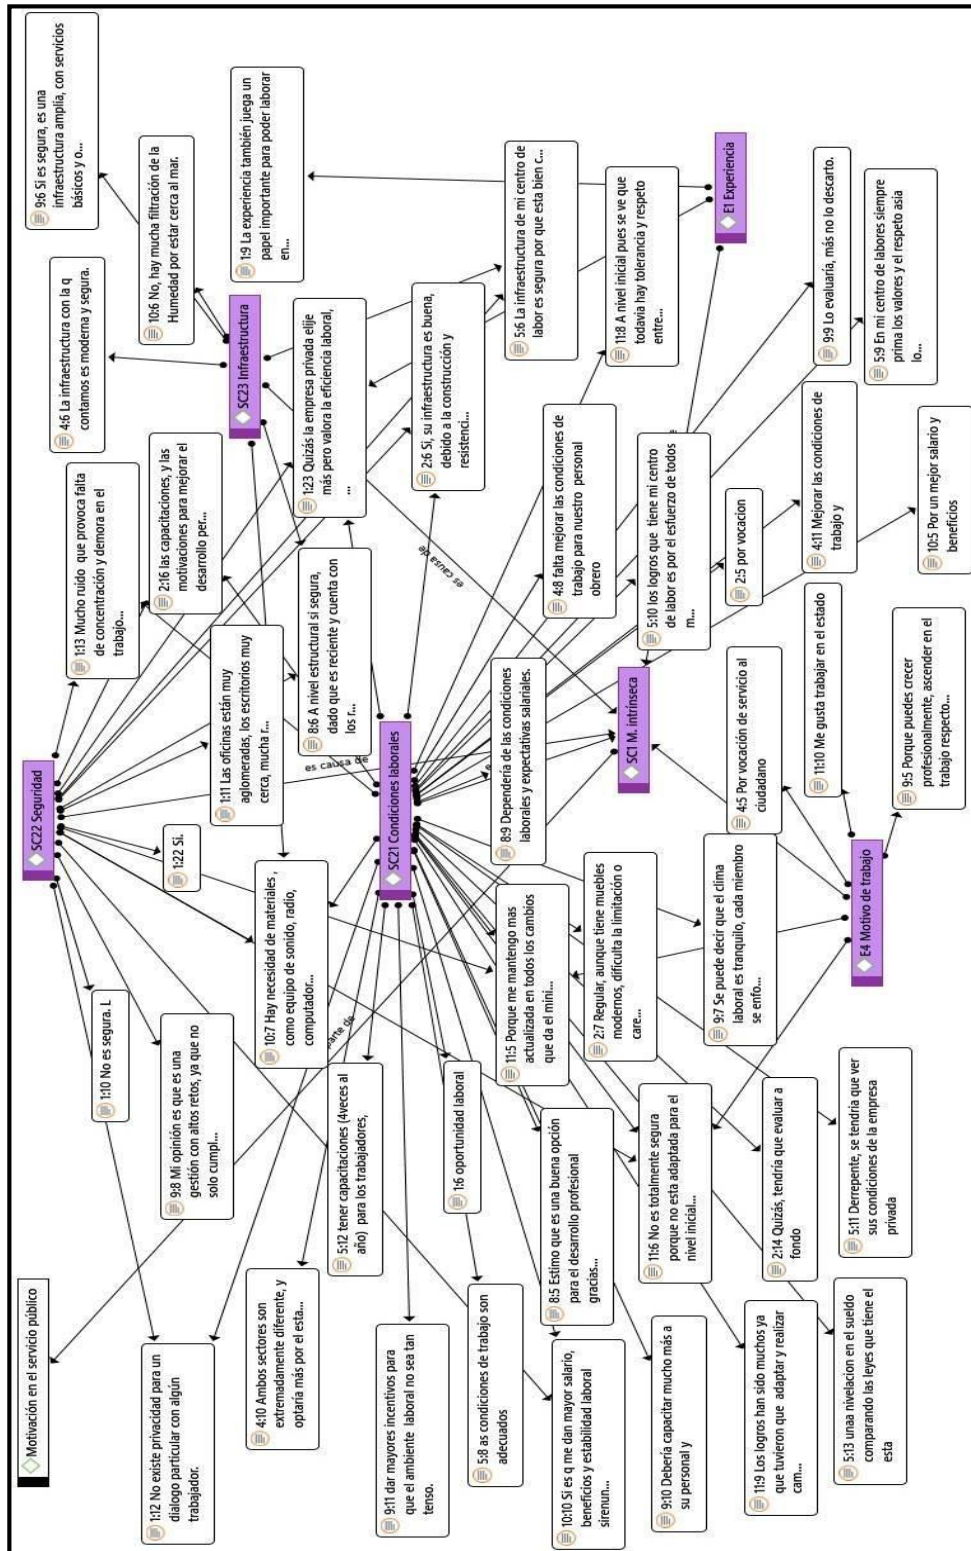 Motivación en el servicio público
SC22 Seguridad
9:6 Si es segura, es una
infraestructura amplía, con servicios
básicos y o...
4:6 La infraestructura con la q
contamos es moderna y segura.
1:13 Mucho ruido que provoca falta
de concentración y demora en el
trabajo...
1:10 No es segura. L
10:6 No, hay mucha filtración de la
Humedad por estar cerca al mar.
1:12 No existe privacidad para un
dialogo particular con algún
trabajador.
9:8 Mi opinión es que es una
gestión con altos retos, ya que no
solo cumpl...
1:22 Si.
2:16 las capacitaciones, y las
motivaciones para mejorar el
desarrollo per...
1:11 Las oficinas están muy
aglomeradas, los escritorios muy
cerca, mucha r...
SC23 Infraestructura
1:9 La experiencia también juega un
papel importante para poder laborar
en...
4:10 Ambos sectores son
extremadamente diferente, y
optaría más por el esta...
10:7 Hay necesidad de materiales ,
como equipo de sonido, radio,
computador...
8:6 A nivel estructural si segura,
dado que es reciente y cuenta con
los r...
1:23 Quizás la empresa privada elije
más pero valora la eficiencia laboral,
...
es causa de
parte de
5:12 tener capacitaciones (4veces al
año) para los trabajadores,
9:11 dar mayores incentivos para
que el ambiente laboral no sea tan
tenso.
SC21 Condiciones laborales
2:6 Si, su infraestructura es buena,
debido a la construcción y
resistenci...
es causa de
1:6 oportunidad laboral
5:8 as condiciones de trabajo son
adecuados
11:5 Porque me mantengo mas
actualizada en todos los cambios
que da el mini...
8:9 Dependería de las condiciones
laborales y expectativas salariales.
5:6 La infraestructura de mi centro de
labor es segura por que esta bien c...
10:10 Si es q me dan mayor salario,
beneficios y estabilidad laboral
sirenun...
8:5 Estimo que es una buena opción
para el desarrollo profesional
gracias...
2:7 Regular, aunque tiene muebles
modernos, dificulta la limitación o
care...
4:8 falta mejorar las condiciones de
trabajo para nuestro personal
obrero
11:8 A nivel inicial pues se ve que
todavía hay tolerancia y respeto
entre...
9:10 Debería capacitar mucho más a
su personal y
11:6 No es totalmente segura
porque no esta adaptada para el
nivel inicial...
SC1 M. intrínseca
5:10 los logros que tiene mi centro
de labor es por el esfuerzo de todos
m...
E1 Experiencia
9:7 Se puede decir que el clima
laboral es tranquilo, cada miembro
se enfo...
4:5 Por vocación de servicio al
ciudadano
2:5 por vocacion
11:9 Los logros han sido muchos ya
que tuvieron que adaptar y realizar
cam...
2:14 Quizás, tendría que evaluar a
fondo
11:10 Me gusta trabajar en el estado
4:11 Mejorar las condiciones de
trabajo y
9:9 Lo evaluaría, más no lo descarto.
5:13 unaa nivelacion en el sueldo
comparando las leyes que tiene el
esta
5:11 Derrepente, se tendria que ver
sus condiciones de la empresa
privada
E4 Motivo de trabajo
9:5 Porque puedes crecer
profesionalmente, ascender en el
trabajo respecto...
10:5 Por un mejor salario y
beneficios
5:9 En mi centro de labores siempre
prima los valores y el respeto asia
lo...